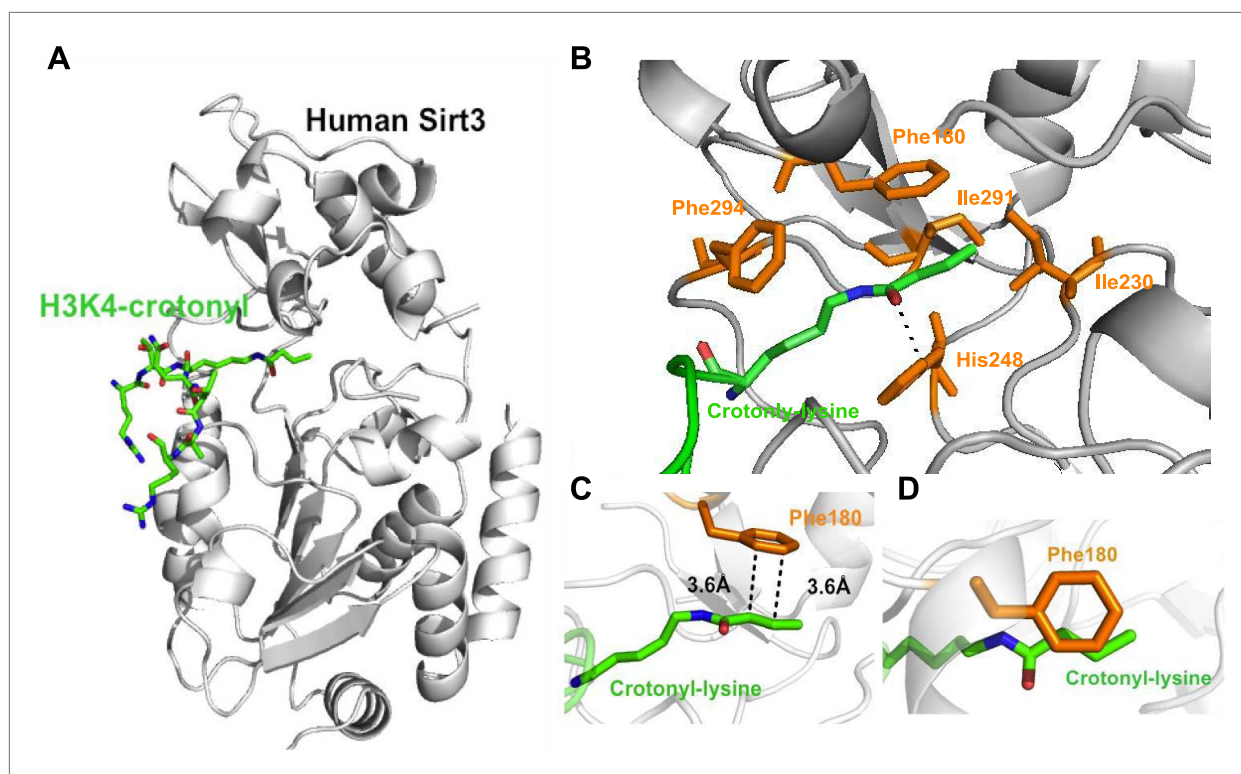 A
Human Sirt3
H3K4-crotonyl
B
Phe180
Phe294
Ile291
Ile230
His248
Crotonly-lysine
C
Phe180
3.6Å
3.6Å
Crotonyl-lysine
D
Phe180
Crotonyl-lysine